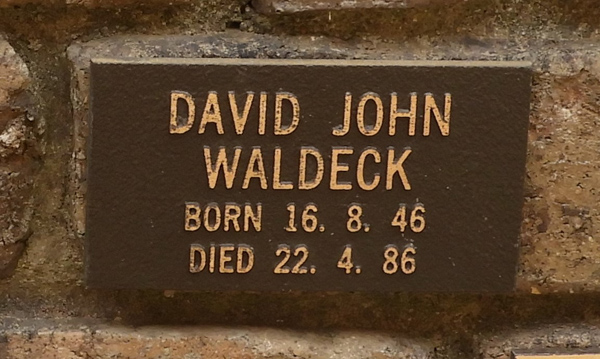 DAVID JOHN
WALDECK
BORN 16. 8. 46
DIED 22. 4. 86